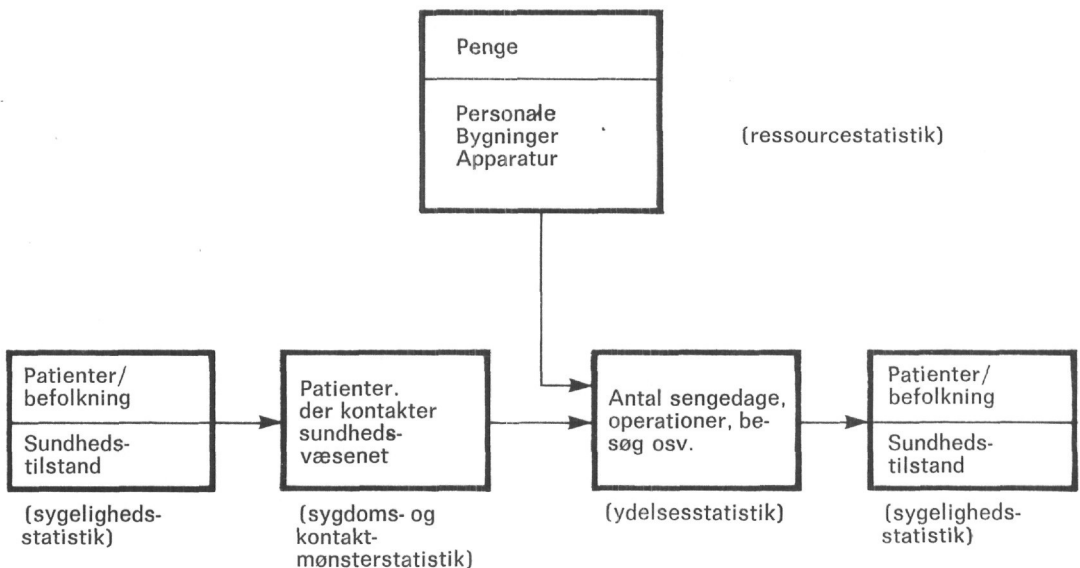 Penge
Personale
Bygninger
Apparatur
(ressourcestatistik)
Patienter/
befolkning
Sundheds-
tilstand
(sygeligheds-
statistik)
Patienter.
der kontakter
sundheds-
væsenet
(sygdoms- og
kontakt-
mønsterstatistik)
Antal sengedage,
operationer, be-
søg osv.
(ydelsesstatistik)
Patienter/
befolkning
Sundheds-
tilstand
(sygeligheds-
statistik)